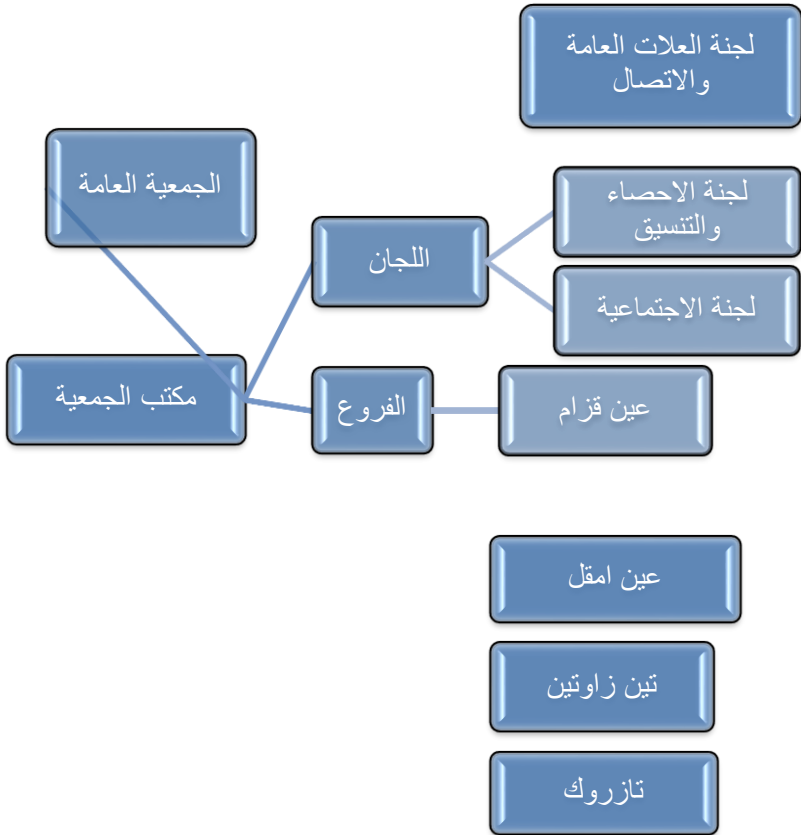 لجنة العلات العامة
والاتصال
الجمعية العامة
لجنة الاحصاء
والتنسيق
اللجان
لجنة الاجتماعية
مكتب الجمعية
الفروع
عين قزام
عين امقل
تين زاوتين
تازروك